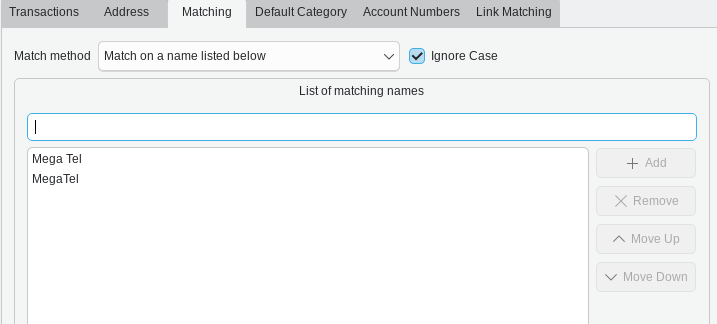 Transactions Address Matching Default Category Account Numbers Link Matching
Match method Match on a name listed below Ignore Case
List of matching names
Mega Tel
MegaTel
Add
Remove
Move Up
Move Down